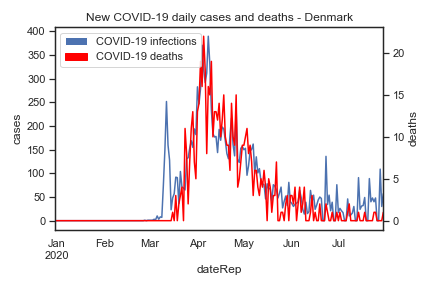 New COVID-19 daily cases and deaths - Denmark
COVID-19 infections
COVID-19 deaths
400
350
300
250
200
150
100
50
0
cases
20
15
10
5
0
deaths
Jan Feb Mar Apr May Jun Jul
2020
dateRep